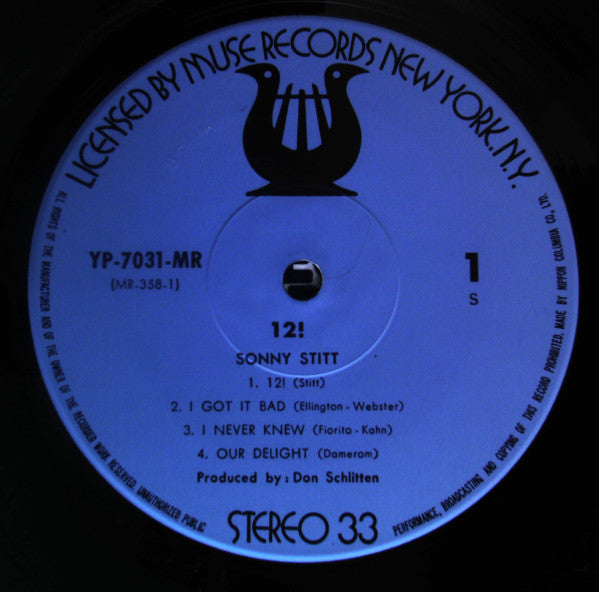 LICENSED BY MUSE RECORDS NEW YORK. N.Y.
YP-7031-MR
(MR-358-1)
1
S
12!
SONNY STITT
1. 12! (Stitt)
2. I GOT IT BAD (Ellington - Webster)
3. I NEVER KNEW (Fiorito - Kahn)
4. OUR DELIGHT (Damerom)
Produced by : Don Schlitten
STEREO 33
ALL RIGHTS OF THE MANUFACTURER AND OF THE OWNER OF THE RECORDED WORK RESERVED. UNAUTHORIZED PUBLIC PERFORMANCE, BROADCASTING AND COPYING OF THIS RECORD PROHIBITED. MADE BY NIPPON COLUMBIA CO., LTD.